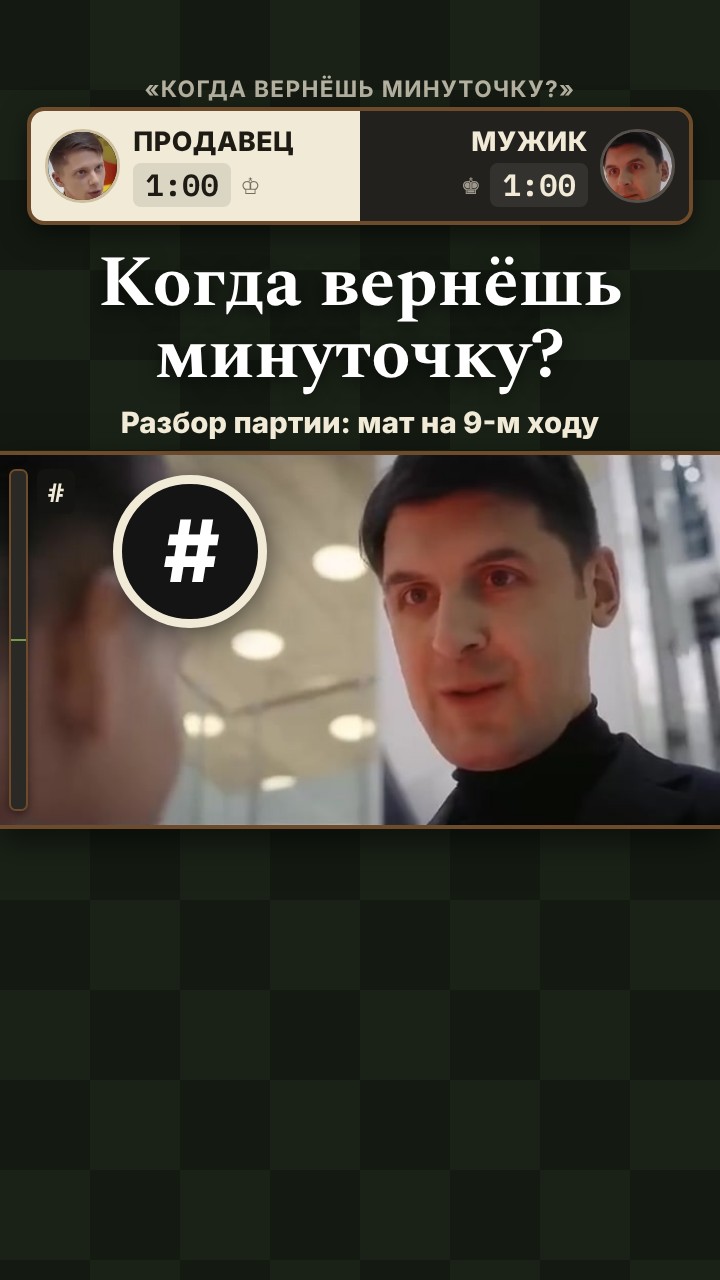 «КОГДА ВЕРНЁШЬ МИНУТОЧКУ?»
ПРОДАВЕЦ
1:00
МУЖИК
1:00
Когда вернёшь
минуточку?
Разбор партии: мат на 9-м ходу
#
#